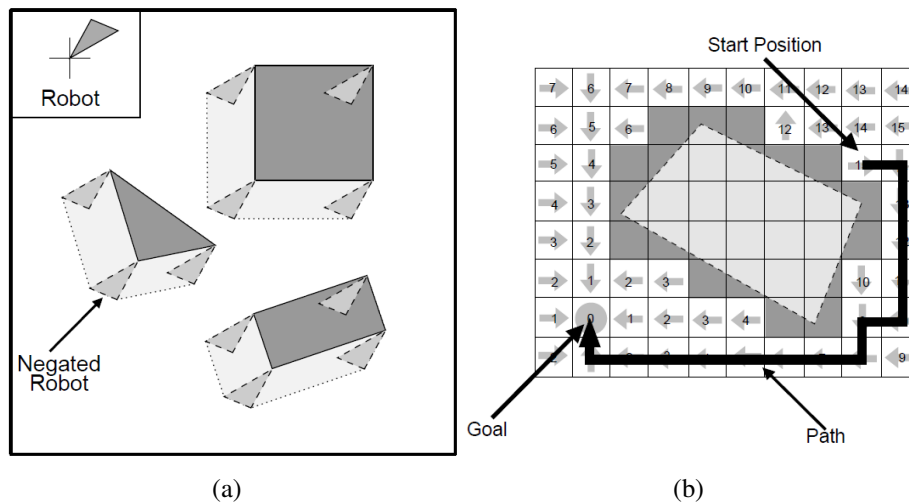 Robot
Negated
Robot
(a)
Start Position
7 6 7 8 9 10 11 12 13 14
6 5 6 12 13 14 15
5 4
4 3
3 2
2 1 2 3 10
1 0 1 2 3 4
9
Goal
Path
(b)